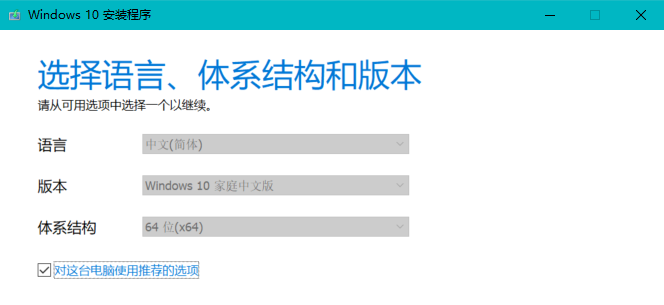 Windows 10 安装程序
选择语言、体系结构和版本
请从可用选项中选择一个以继续。
语言 中文(简体)
版本 Windows 10 家庭中文版
体系结构 64 位(x64)
对这台电脑使用推荐的选项